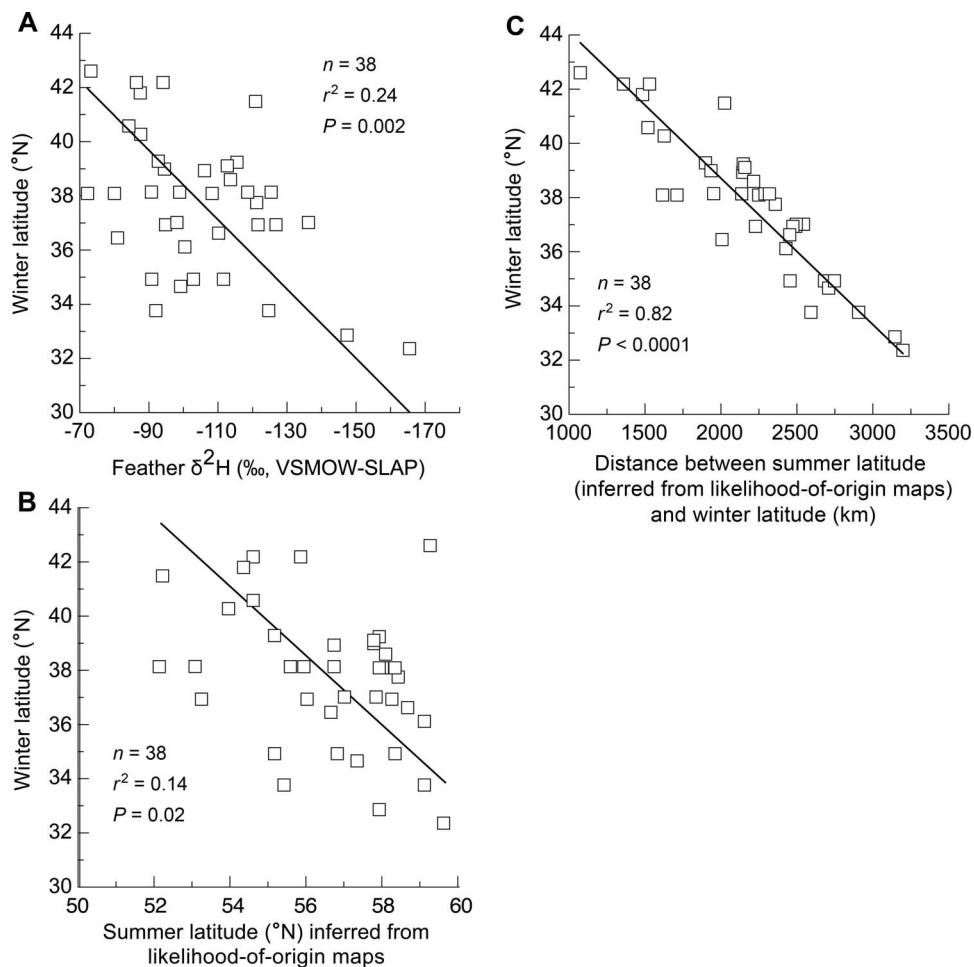 A
Winter latitude (°N)
44
42
40
38
36
34
32
30
n = 38
r² = 0.24
P = 0.002
-70 -90 -110 -130 -150 -170
Feather δ²H (‰, VSMOW-SLAP)
B
Winter latitude (°N)
44
42
40
38
36
34
32
30
n = 38
r² = 0.14
P = 0.02
50 52 54 56 58 60
Summer latitude (°N) inferred from
likelihood-of-origin maps
C
Winter latitude (°N)
44
42
40
38
36
34
32
30
n = 38
r² = 0.82
P < 0.0001
1000 1500 2000 2500 3000 3500
Distance between summer latitude
(inferred from likelihood-of-origin maps)
and winter latitude (km)